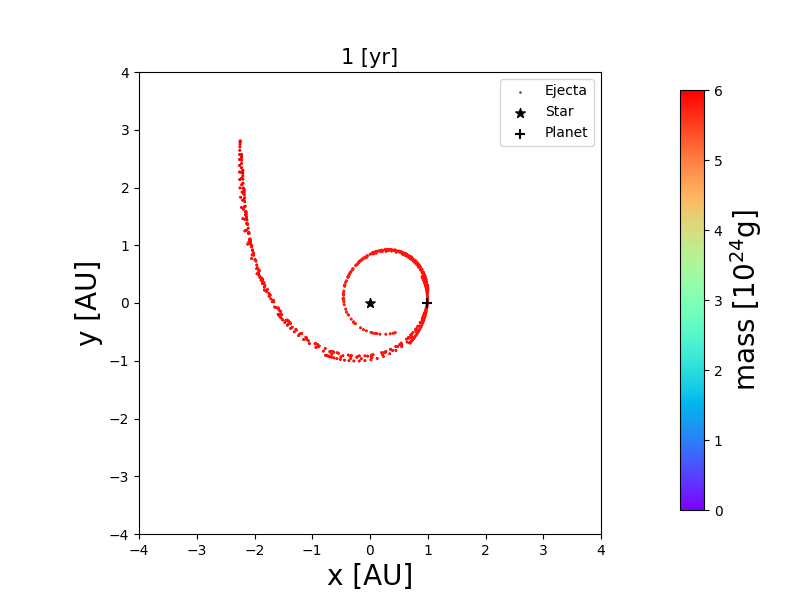 1 [yr]
Ejecta
Star
Planet
4
3
2
1
0
−1
−2
−3
−4
y [AU]
−4 −3 −2 −1 0 1 2 3 4
x [AU]
6
5
4
3
2
1
0
mass [10²⁴g]